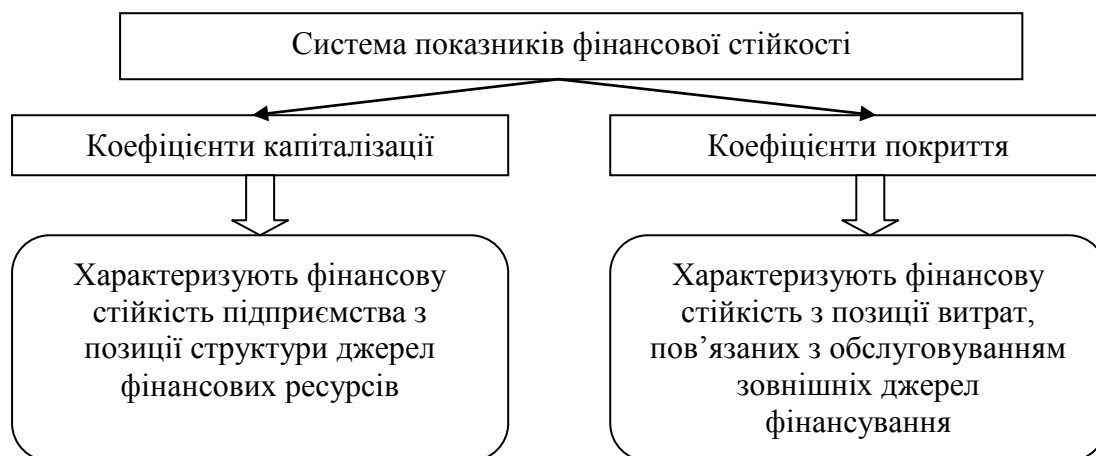 Система показників фінансової стійкості
Коефіцієнти капіталізації
Коефіцієнти покриття
Характеризують фінансову
стійкість підприємства з
позиції структури джерел
фінансових ресурсів
Характеризують фінансову
стійкість з позиції витрат,
пов’язаних з обслуговуванням
зовнішніх джерел
фінансування